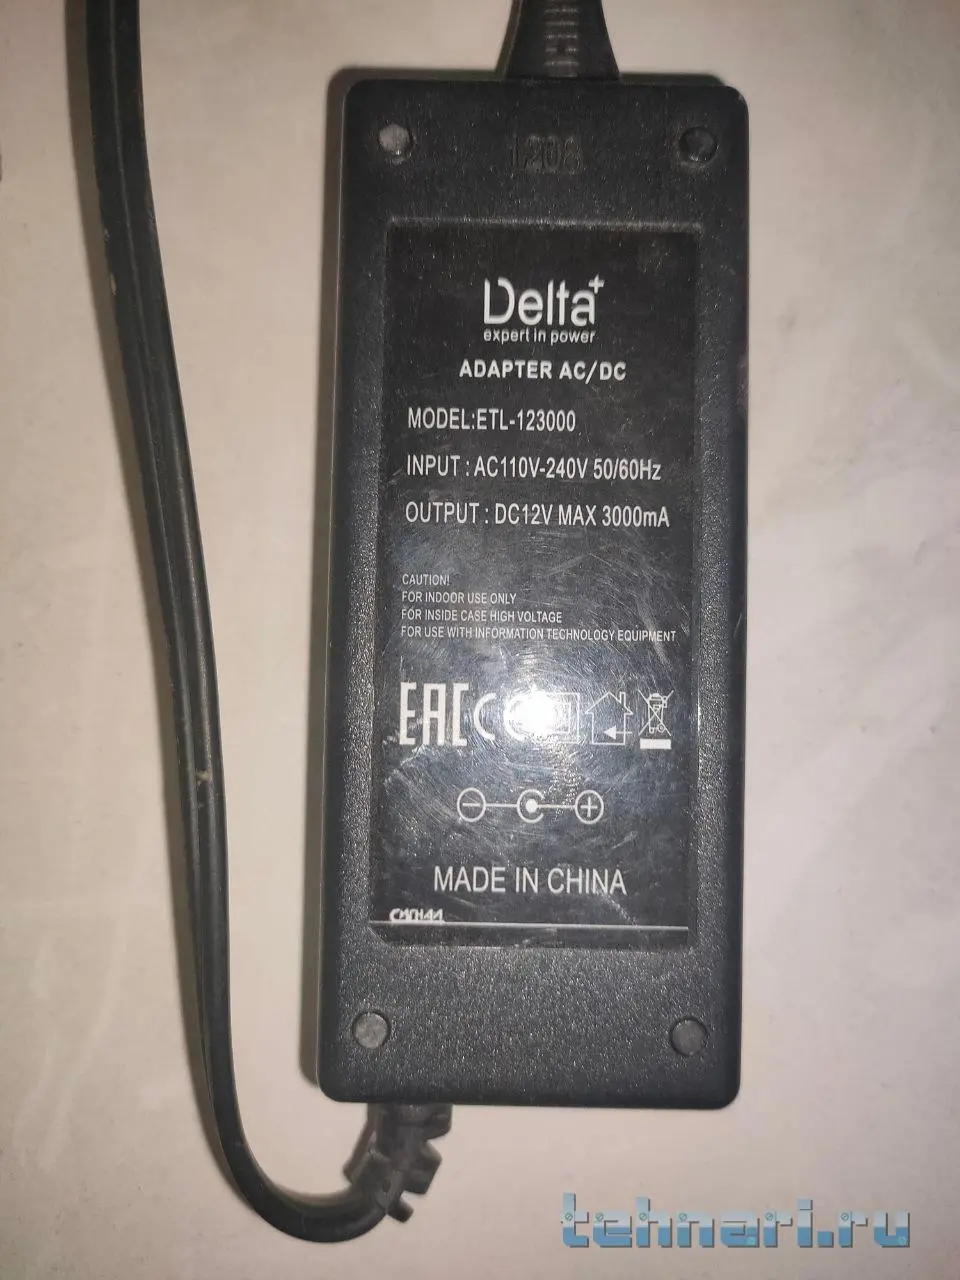 1208
Delta+
expert in power
ADAPTER AC/DC
MODEL:ETL-123000
INPUT : AC110V-240V 50/60Hz
OUTPUT : DC12V MAX 3000mA
CAUTION!
FOR INDOOR USE ONLY
FOR INSIDE CASE HIGH VOLTAGE
FOR USE WITH INFORMATION TECHNOLOGY EQUIPMENT
EAC CE
MADE IN CHINA
tehnari.ru